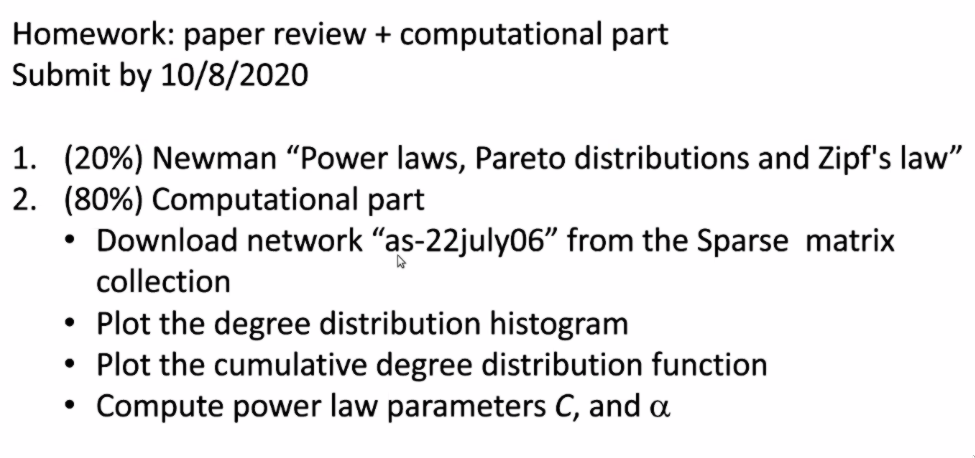 Homework: paper review + computational part
Submit by 10/8/2020
1. (20%) Newman “Power laws, Pareto distributions and Zipf's law”
2. (80%) Computational part
• Download network “as-22july06” from the Sparse matrix
collection
• Plot the degree distribution histogram
• Plot the cumulative degree distribution function
• Compute power law parameters C, and α